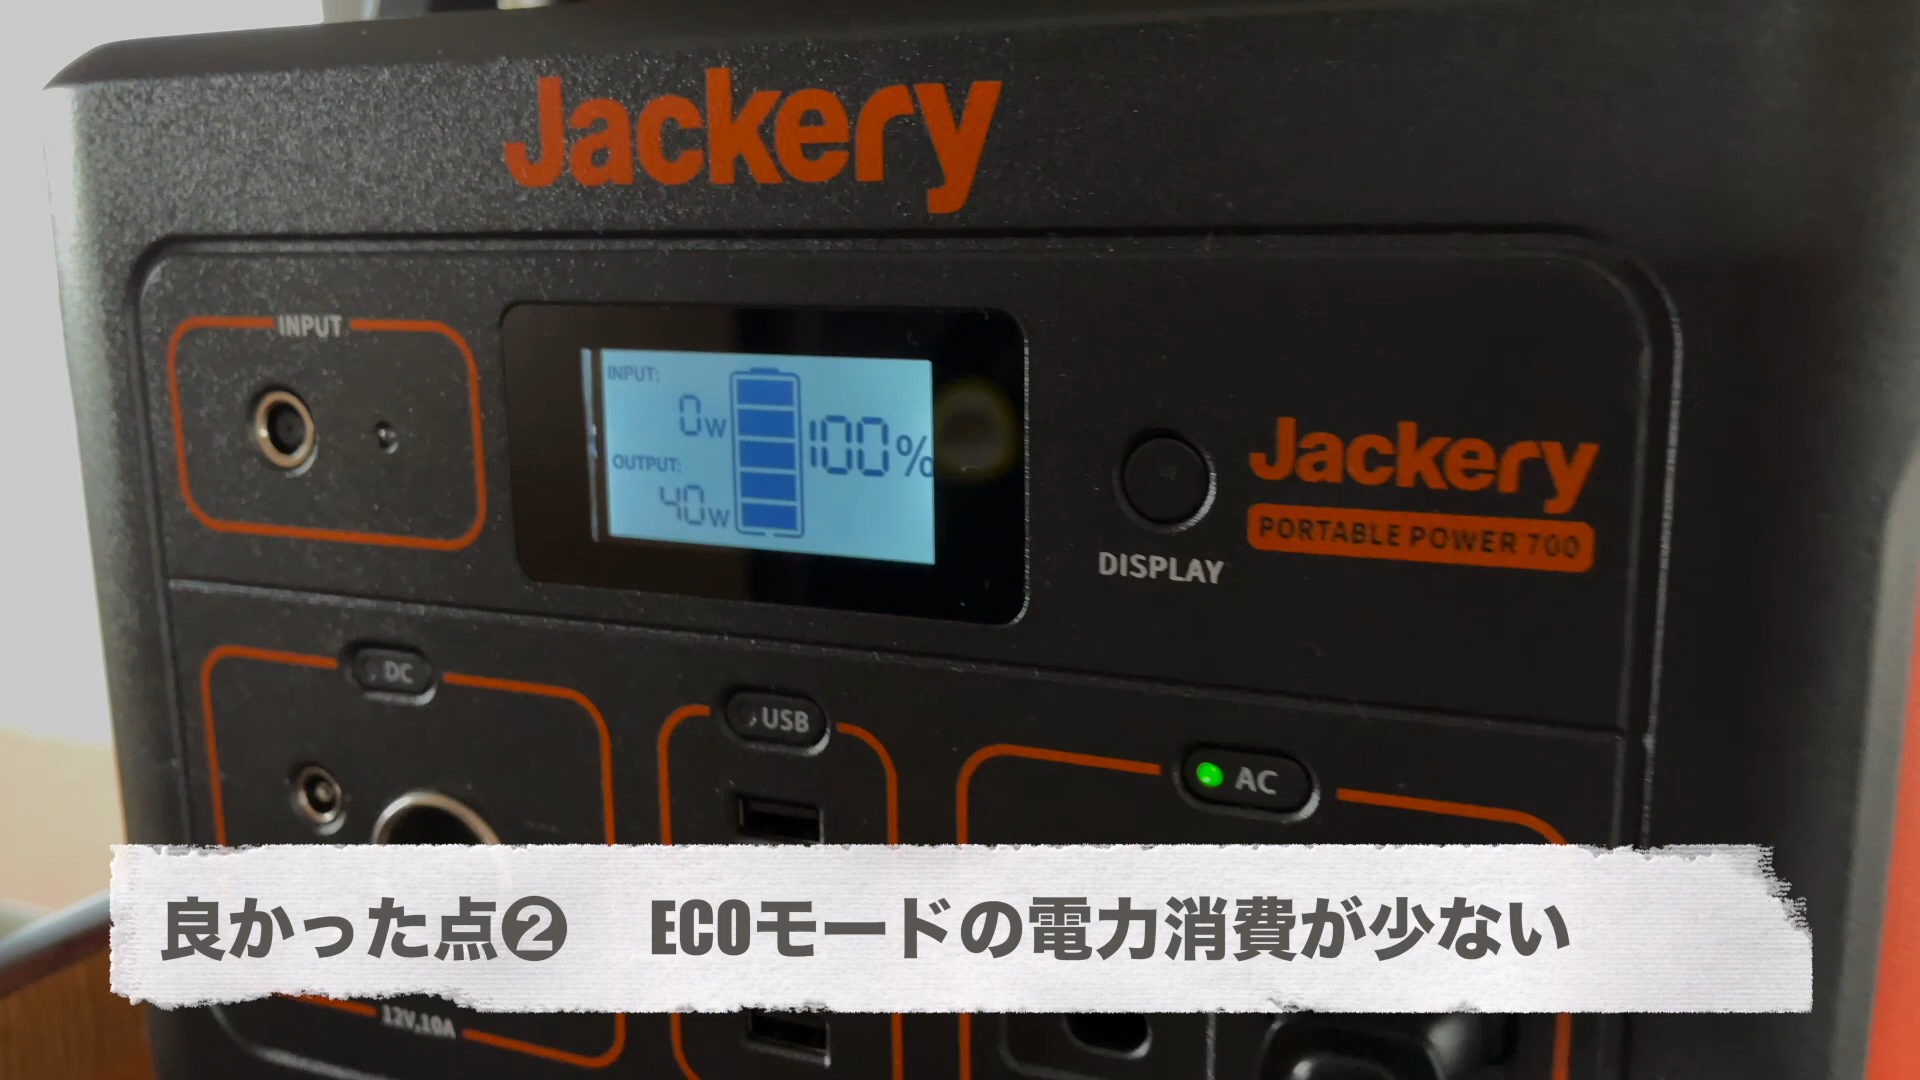 Jackery
INPUT
INPUT:
0W
100%
OUTPUT:
40W
DISPLAY
Jackery
PORTABLE POWER 700
DC
USB
AC
良かった点❷　ECOモードの電力消費が少ない
12V,10A